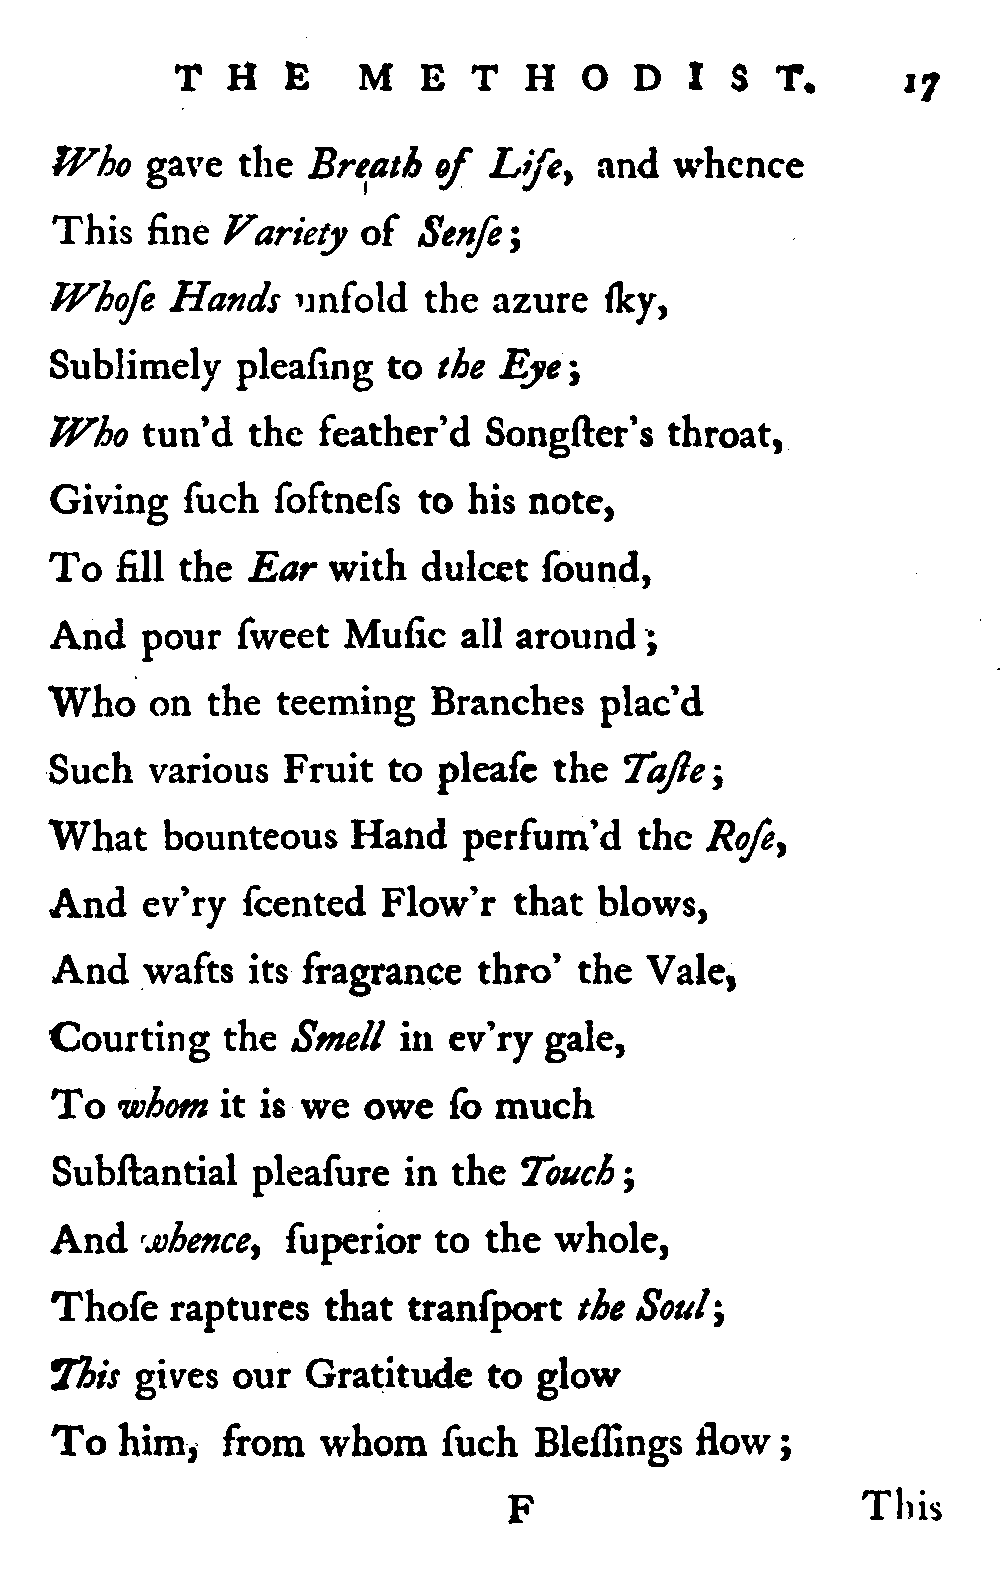 THE METHODIST. 17
Who gave the Breath of Life, and whence
This fine Variety of Senſe;
Whoſe Hands unfold the azure ſky,
Sublimely pleaſing to the Eye;
Who tun'd the feather'd Songſter's throat,
Giving ſuch ſoftneſs to his note,
To fill the Ear with dulcet ſound,
And pour ſweet Muſic all around;
Who on the teeming Branches plac'd
Such various Fruit to pleaſe the Taſte;
What bounteous Hand perfum'd the Roſe,
And ev'ry ſcented Flow'r that blows,
And wafts its fragrance thro' the Vale,
Courting the Smell in ev'ry gale,
To whom it is we owe ſo much
Subſtantial pleaſure in the Touch;
And whence, ſuperior to the whole,
Thoſe raptures that tranſport the Soul;
This gives our Gratitude to glow
To him, from whom ſuch Bleſſings flow;
F This